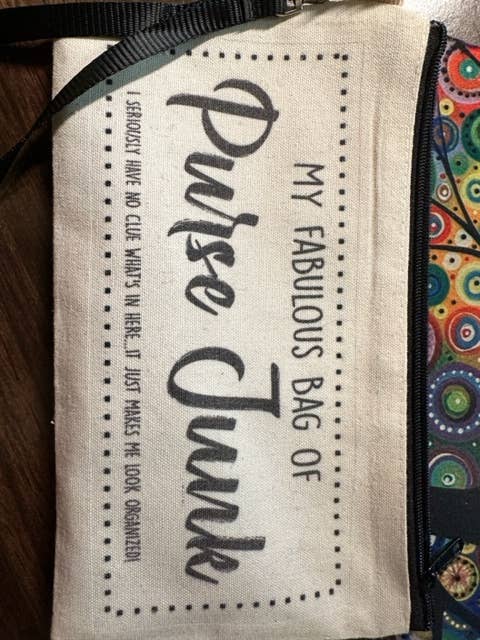 MY FABULOUS BAG OF
Purse Junk
I SERIOUSLY HAVE NO CLUE WHAT'S IN HERE...IT JUST MAKES ME LOOK ORGANIZED!